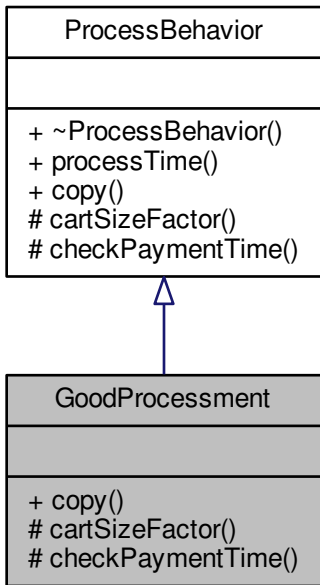 ProcessBehavior
+ ~ProcessBehavior()
+ processTime()
+ copy()
# cartSizeFactor()
# checkPaymentTime()
GoodProcessment
+ copy()
# cartSizeFactor()
# checkPaymentTime()